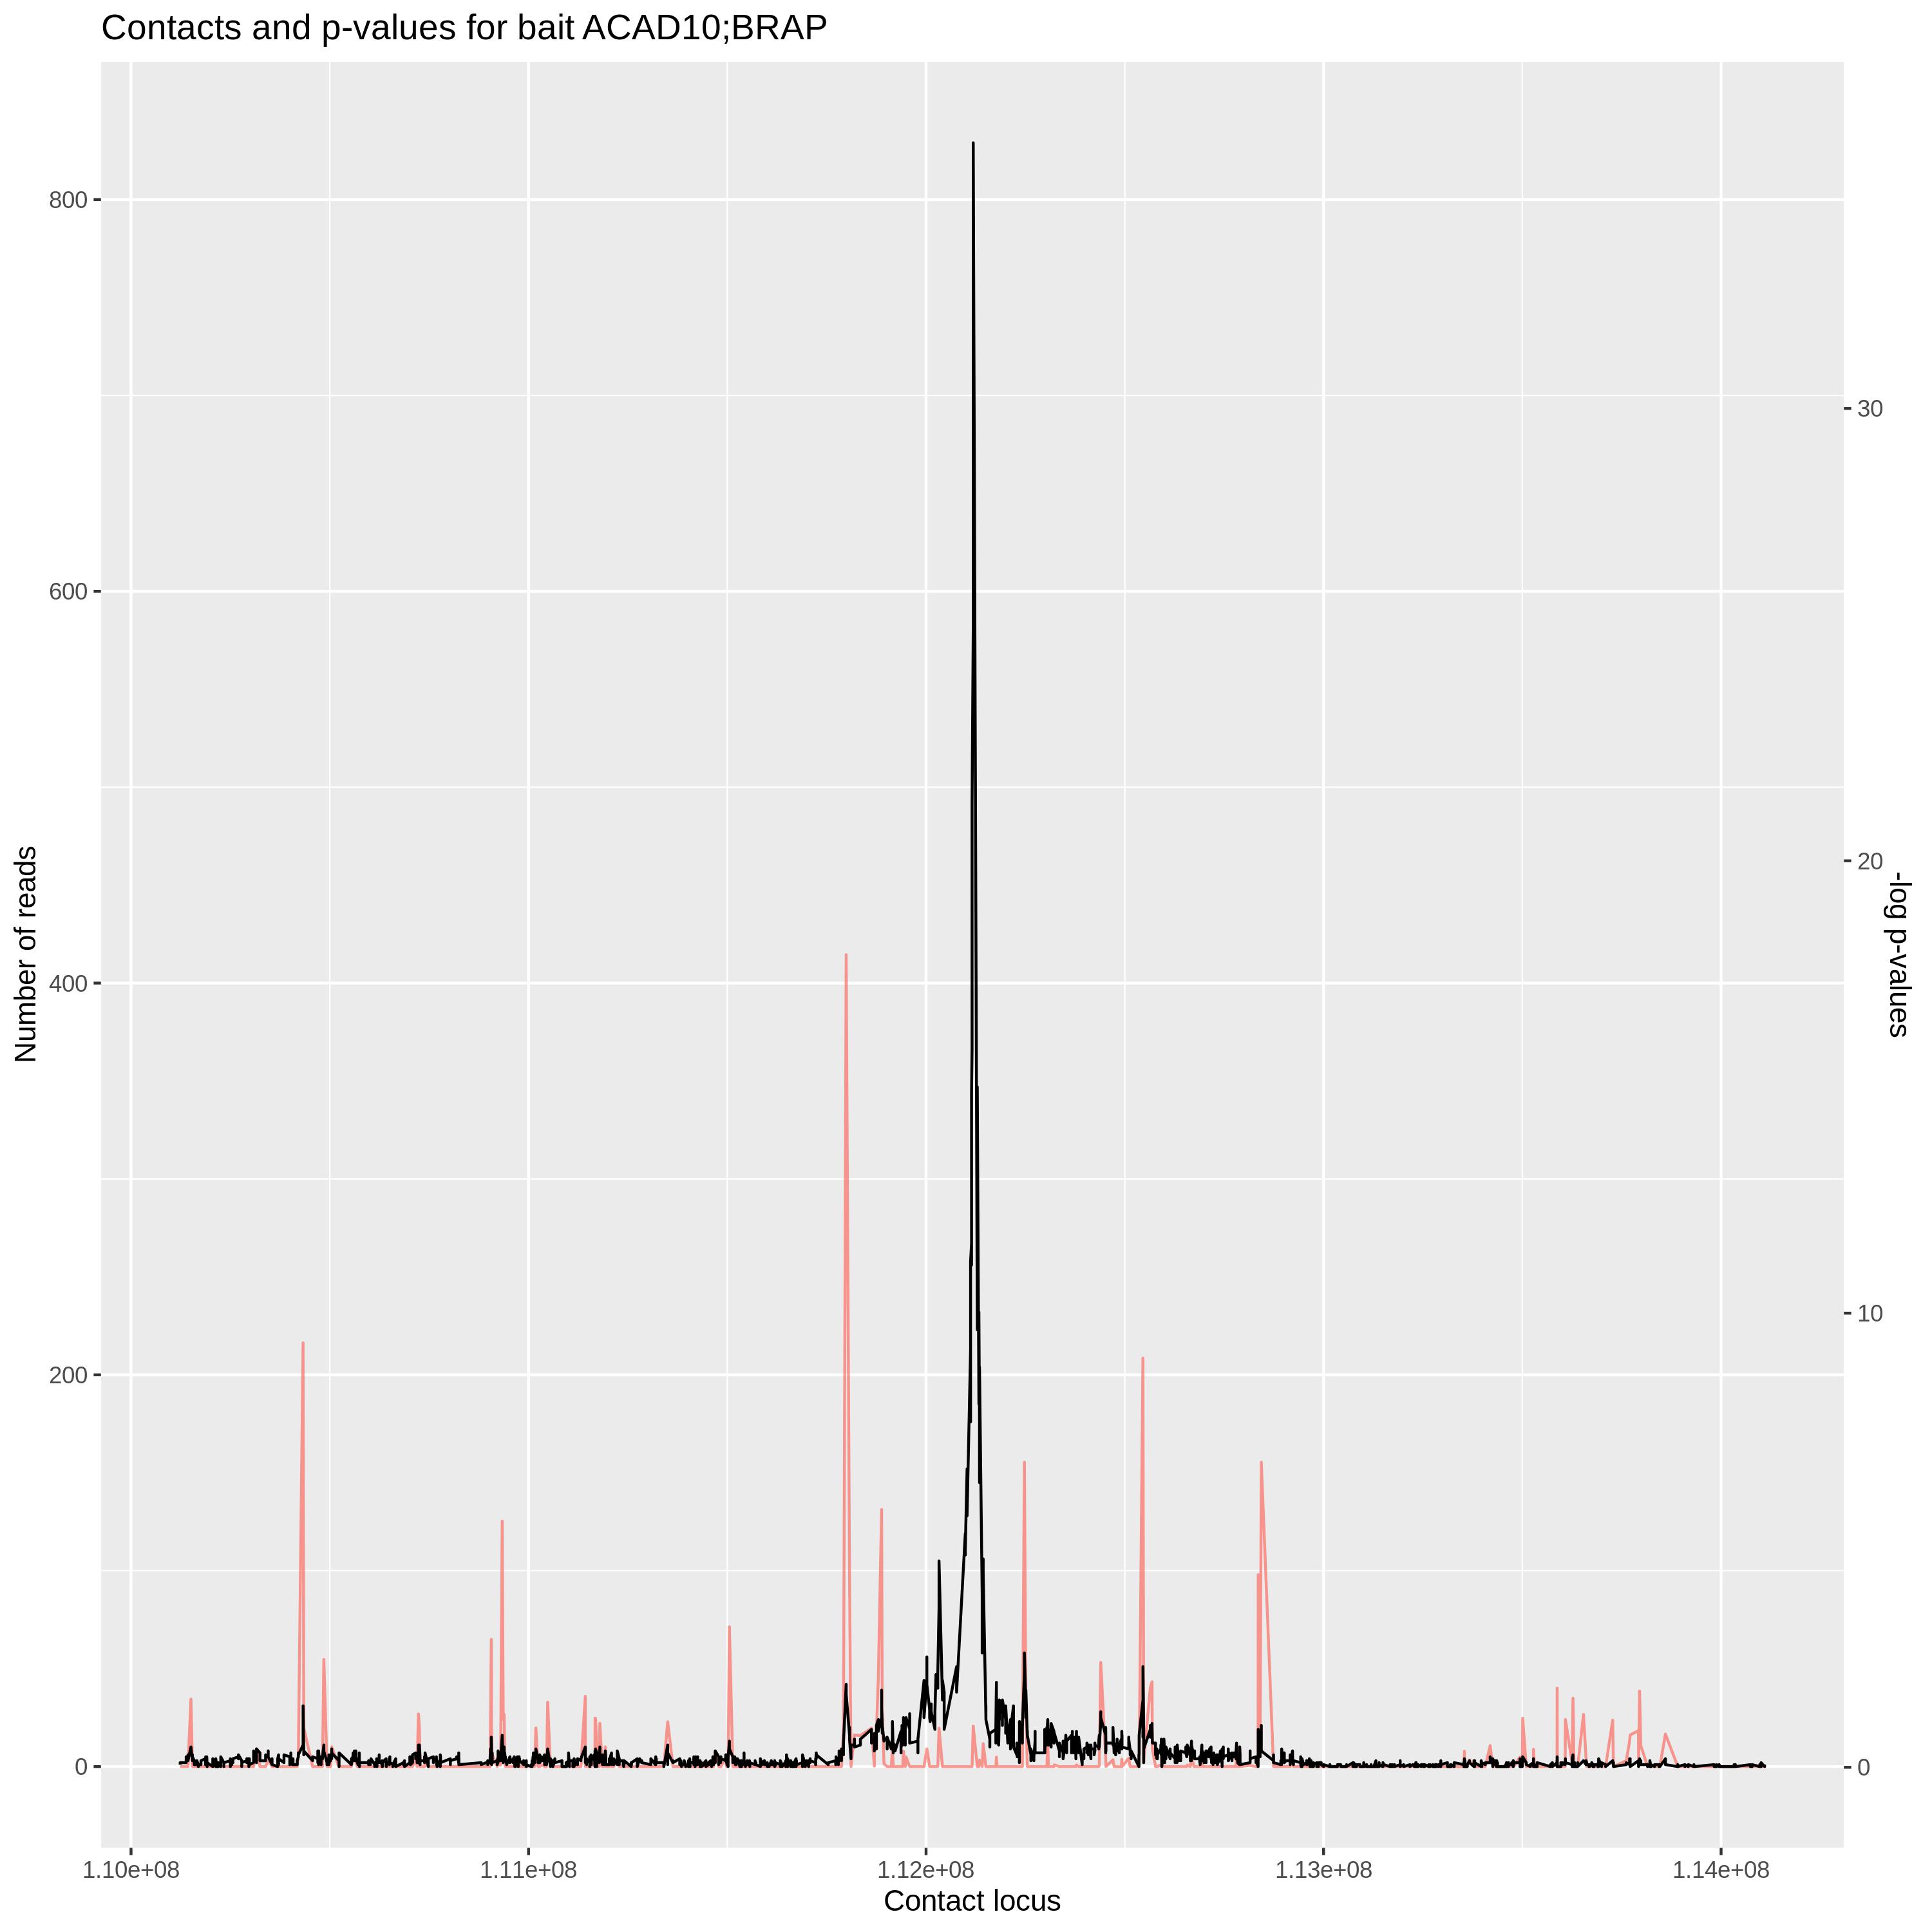 Contacts and p-values for bait ACAD10;BRAP
800
600
400
200
0
Number of reads
30
20
10
0
-log p-values
1.10e+08
1.11e+08
1.12e+08
1.13e+08
1.14e+08
Contact locus